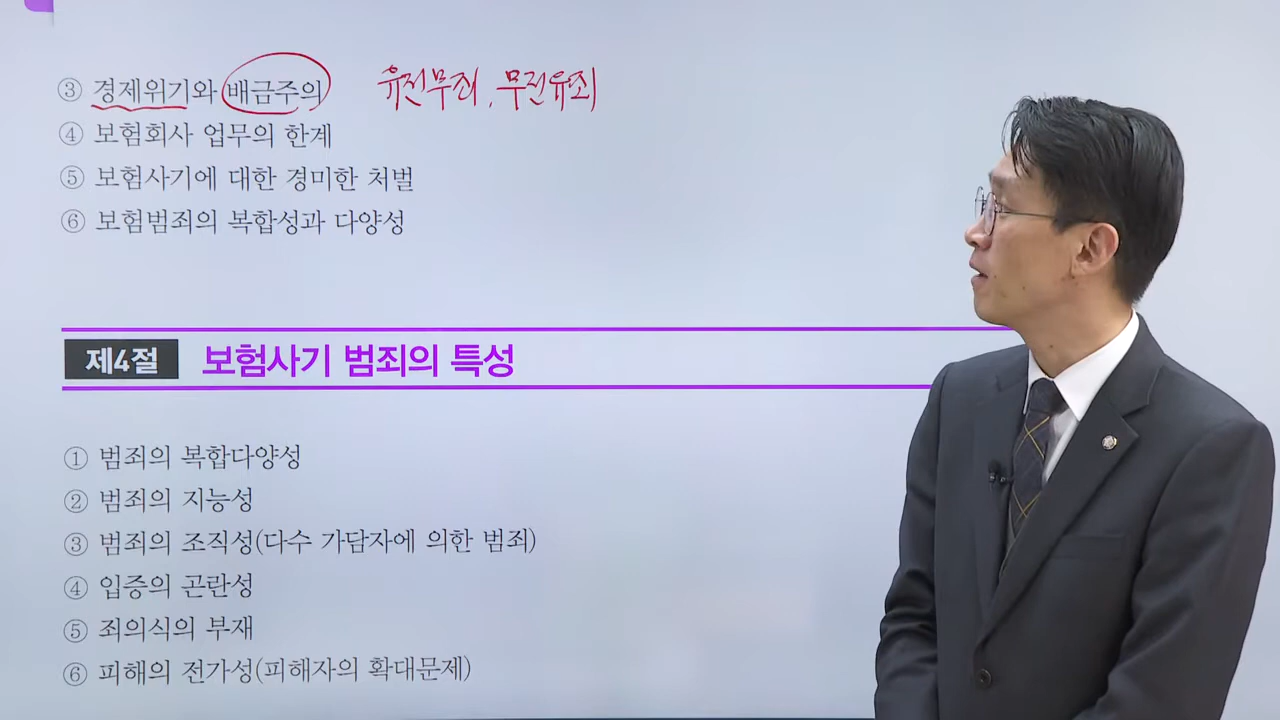 ③ 경제위기와 배금주의 유전무죄, 무전유죄
④ 보험회사 업무의 한계
⑤ 보험사기에 대한 경미한 처벌
⑥ 보험범죄의 복합성과 다양성
제4절 보험사기 범죄의 특성
① 범죄의 복합다양성
② 범죄의 지능성
③ 범죄의 조직성(다수 가담자에 의한 범죄)
④ 입증의 곤란성
⑤ 죄의식의 부재
⑥ 피해의 전가성(피해자의 확대문제)